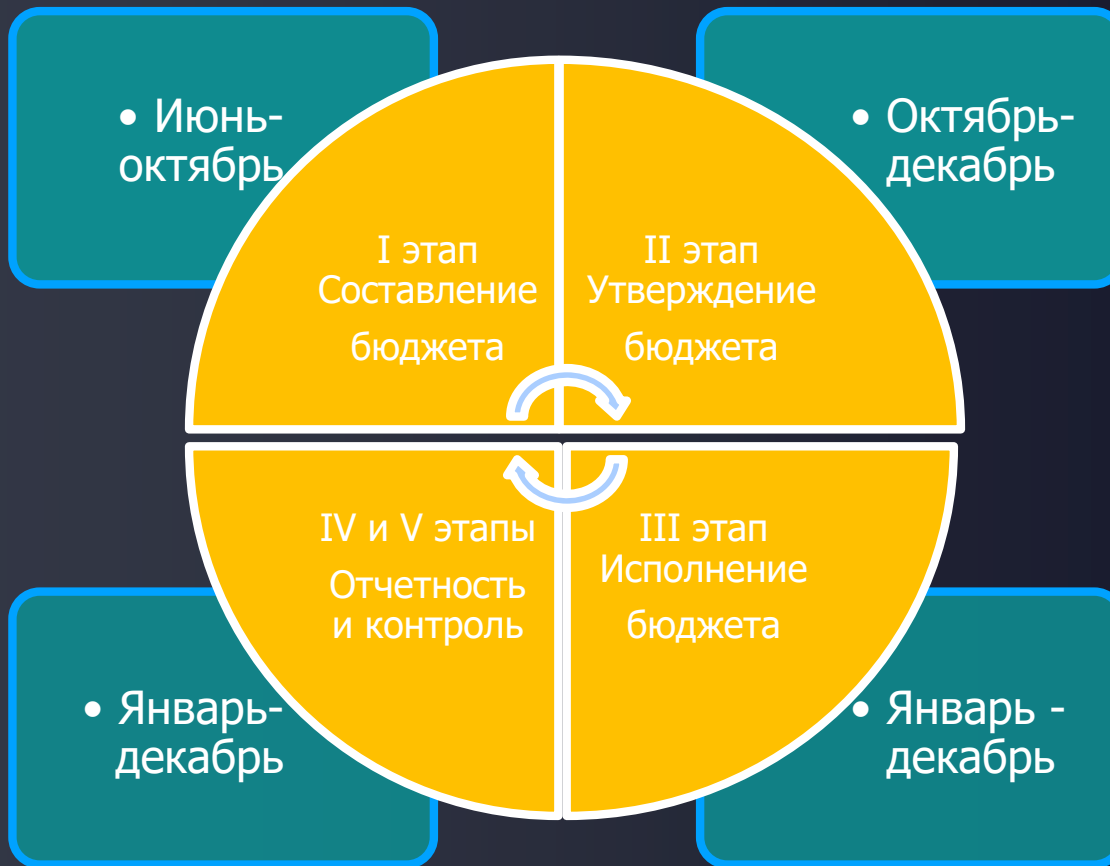 • Июнь-
октябрь
• Октябрь-
декабрь
I этап
Составление
бюджета
II этап
Утверждение
бюджета
IV и V этапы
Отчетность
и контроль
III этап
Исполнение
бюджета
• Январь-
декабрь
• Январь -
декабрь